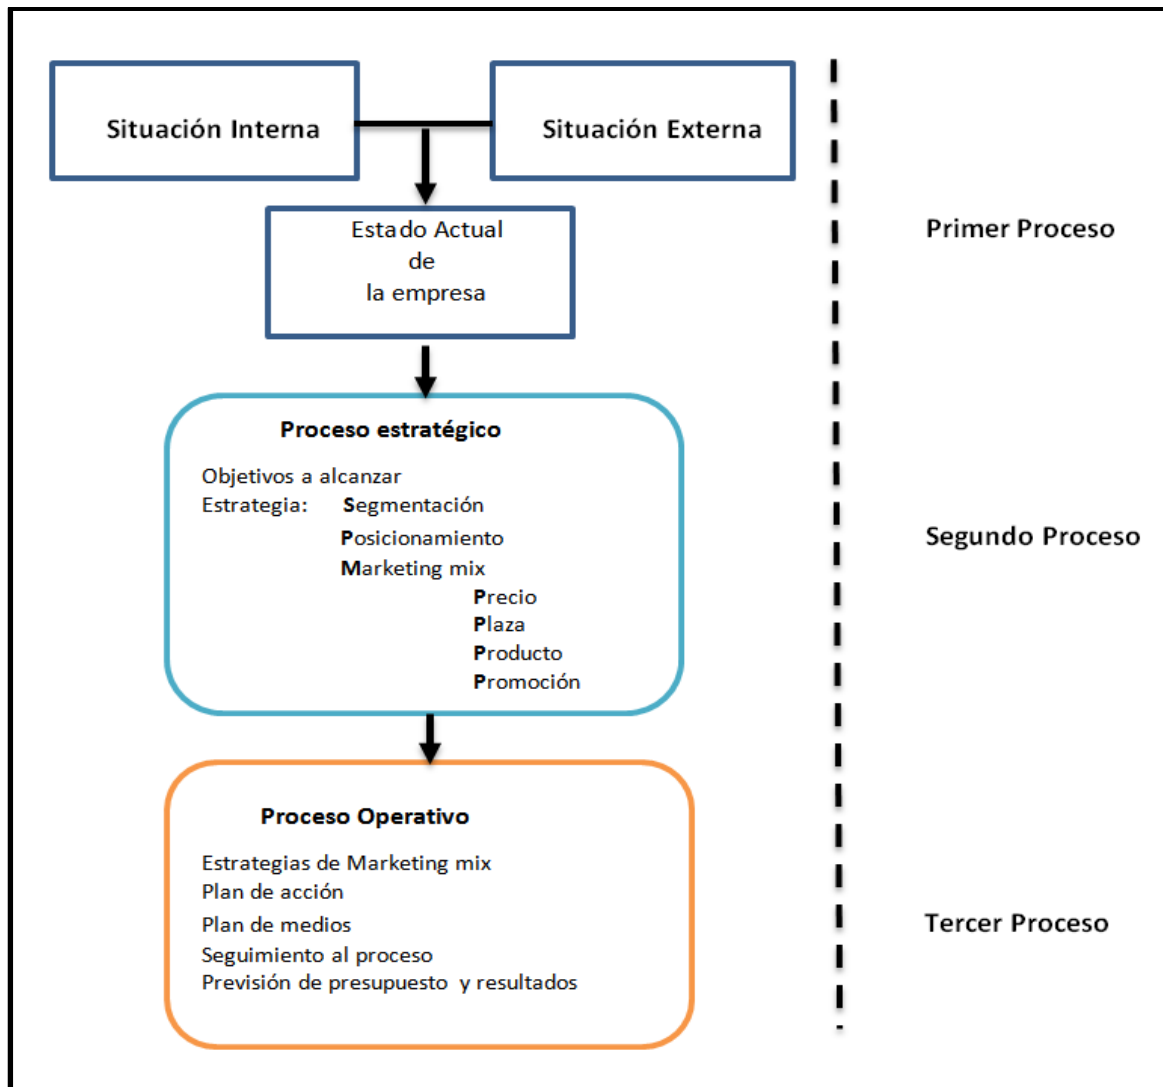 Situación Interna
Situación Externa
Estado Actual
de
la empresa
Primer Proceso
Proceso estratégico
Objetivos a alcanzar
Estrategia: Segmentación
Posicionamiento
Marketing mix
Precio
Plaza
Producto
Promoción
Segundo Proceso
Proceso Operativo
Estrategias de Marketing mix
Plan de acción
Plan de medios
Seguimiento al proceso
Previsión de presupuesto y resultados
Tercer Proceso